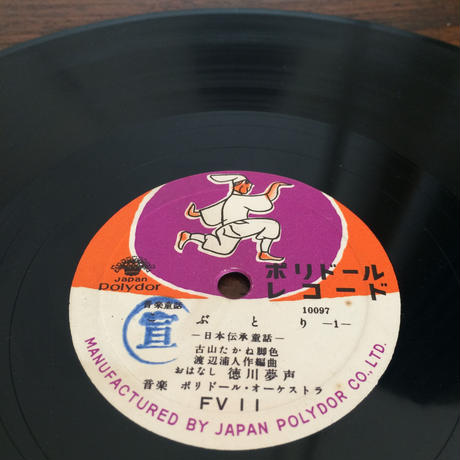 Japan
Polydor
ポリドール
レコード
10097
音楽童話
盲
ぶとり -1-
―日本伝承童話―
古山たかね脚色
渡辺浦人作編曲
おはなし 徳川夢声
音楽 ポリドール・オーケストラ
FV 11
MANUFACTURED BY JAPAN POLYDOR CO., LTD.